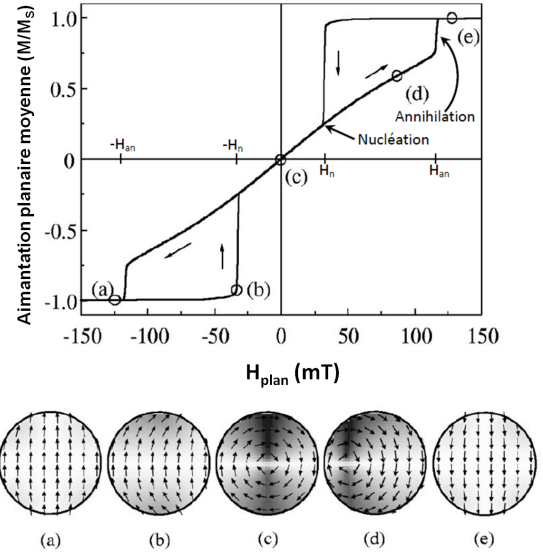 Aimantation planaire moyenne (M/Ms)
1.0
0.5
0
-0.5
-1.0
(e)
(d)
Annihilation
Nucléation
-Han
-Hn
(c)
Hn
Han
(a)
(b)
-150
-100
-50
0
50
100
150
Hplan (mT)
(a)
(b)
(c)
(d)
(e)